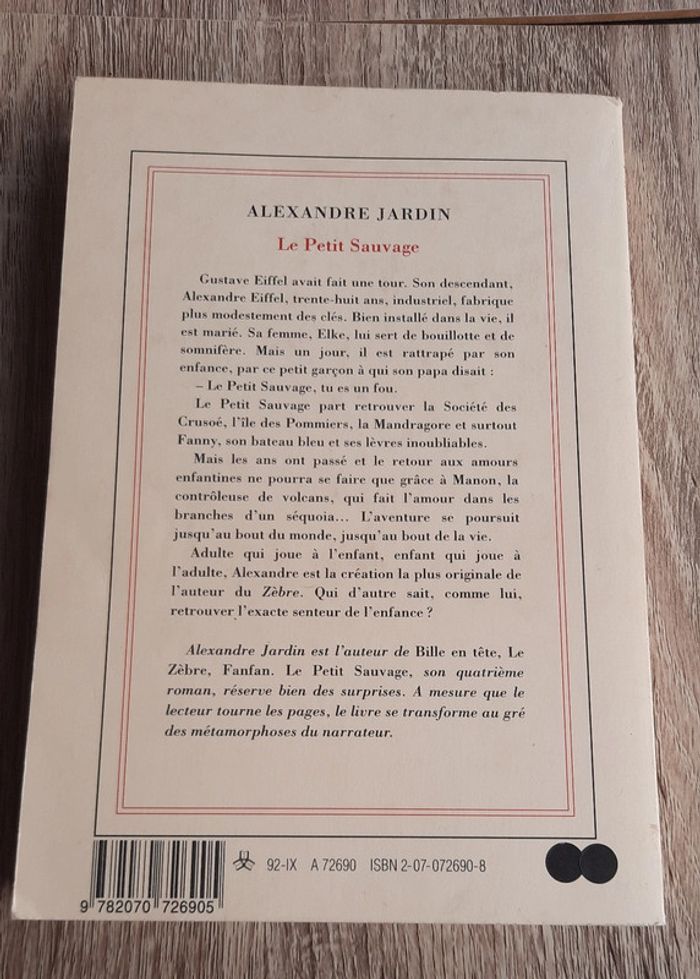 ALEXANDRE JARDIN
Le Petit Sauvage
Gustave Eiffel avait fait une tour. Son descendant,
Alexandre Eiffel, trente-huit ans, industriel, fabrique
plus modestement des clés. Bien installé dans la vie, il
est marié. Sa femme, Elke, lui sert de bouillotte et de
somnifère. Mais un jour, il est rattrapé par son
enfance, par ce petit garçon à qui son papa disait :
– Le Petit Sauvage, tu es un fou.
Le Petit Sauvage part retrouver la Société des
Crusoé, l'île des Pommiers, la Mandragore et surtout
Fanny, son bateau bleu et ses lèvres inoubliables.
Mais les ans ont passé et le retour aux amours
enfantines ne pourra se faire que grâce à Manon, la
contrôleuse de volcans, qui fait l'amour dans les
branches d'un séquoia... L'aventure se poursuit
jusqu'au bout du monde, jusqu'au bout de la vie.
Adulte qui joue à l'enfant, enfant qui joue à
l'adulte, Alexandre est la création la plus originale de
l'auteur du Zèbre. Qui d'autre sait, comme lui,
retrouver l'exacte senteur de l'enfance ?
Alexandre Jardin est l'auteur de Bille en tête, Le
Zèbre, Fanfan. Le Petit Sauvage, son quatrième
roman, réserve bien des surprises. A mesure que le
lecteur tourne les pages, le livre se transforme au gré
des métamorphoses du narrateur.
92-IX A 72690 ISBN 2-07-072690-8
9 782070 726905